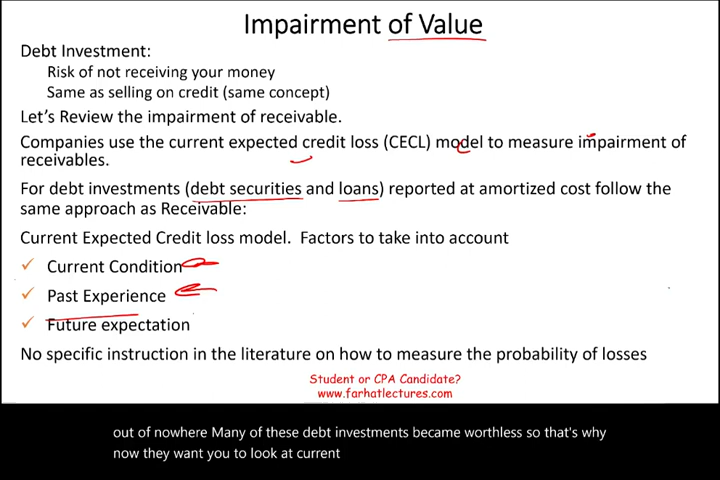 Impairment of Value
Debt Investment:
Risk of not receiving your money
Same as selling on credit (same concept)
Let's Review the impairment of receivable.
Companies use the current expected credit loss (CECL) model to measure impairment of
receivables.
For debt investments (debt securities and loans) reported at amortized cost follow the
same approach as Receivable:
Current Expected Credit loss model. Factors to take into account
✓ Current Condition
✓ Past Experience
✓ Future expectation
No specific instruction in the literature on how to measure the probability of losses
Student or CPA Candidate?
www.farhatlectures.com
out of nowhere Many of these debt investments became worthless so that's why
now they want you to look at current